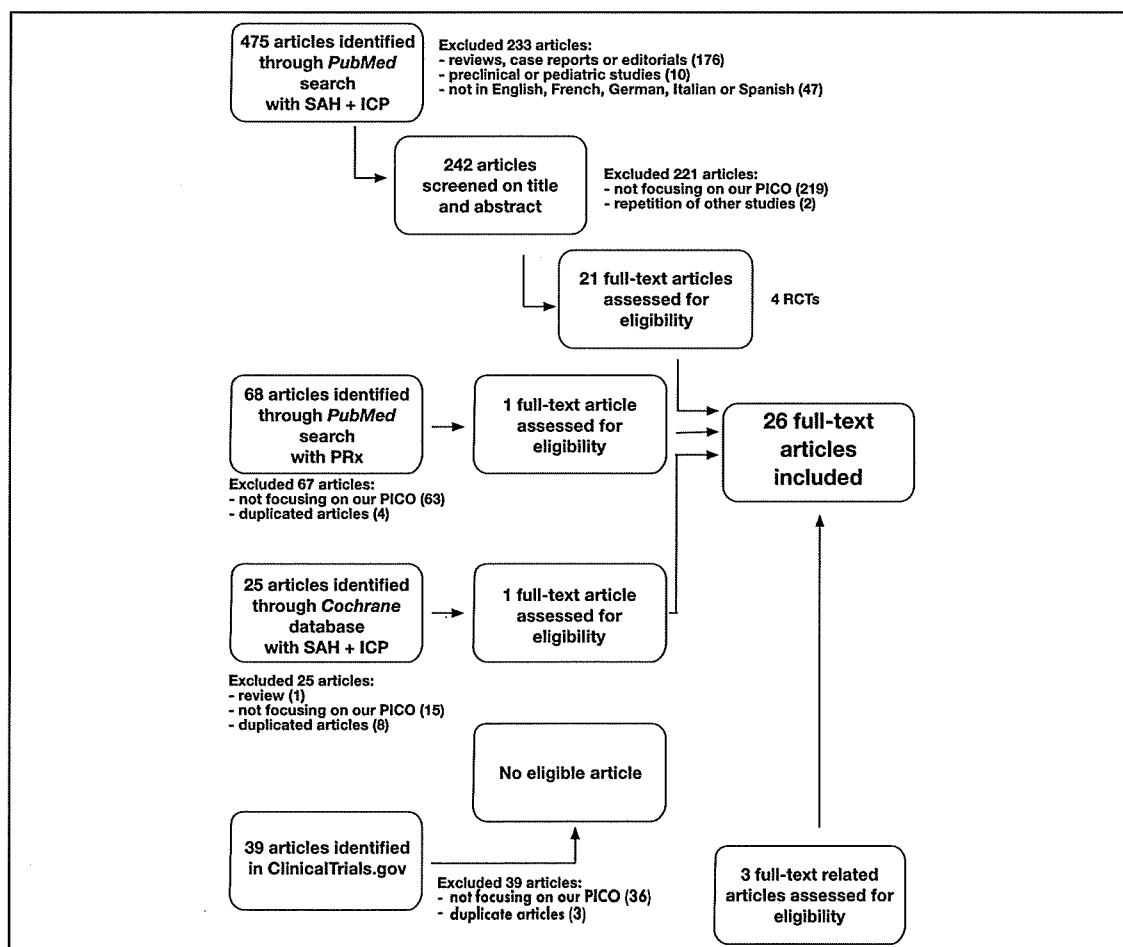 475 articles identified
through PubMed
search
with SAH + ICP
Excluded 233 articles:
- reviews, case reports or editorials (176)
- preclinical or pediatric studies (10)
- not in English, French, German, Italian or Spanish (47)
242 articles
screened on title
and abstract
Excluded 221 articles:
- not focusing on our PICO (219)
- repetition of other studies (2)
21 full-text articles
assessed for
eligibility
4 RCTs
68 articles identified
through PubMed
search
with PRx
Excluded 67 articles:
- not focusing on our PICO (63)
- duplicated articles (4)
1 full-text article
assessed for
eligibility
26 full-text
articles
included
25 articles identified
through Cochrane
database
with SAH + ICP
Excluded 25 articles:
- review (1)
- not focusing on our PICO (15)
- duplicated articles (8)
1 full-text article
assessed for
eligibility
No eligible article
39 articles identified
in ClinicalTrials.gov
Excluded 39 articles:
- not focusing on our PICO (36)
- duplicate articles (3)
3 full-text related
articles assessed for
eligibility